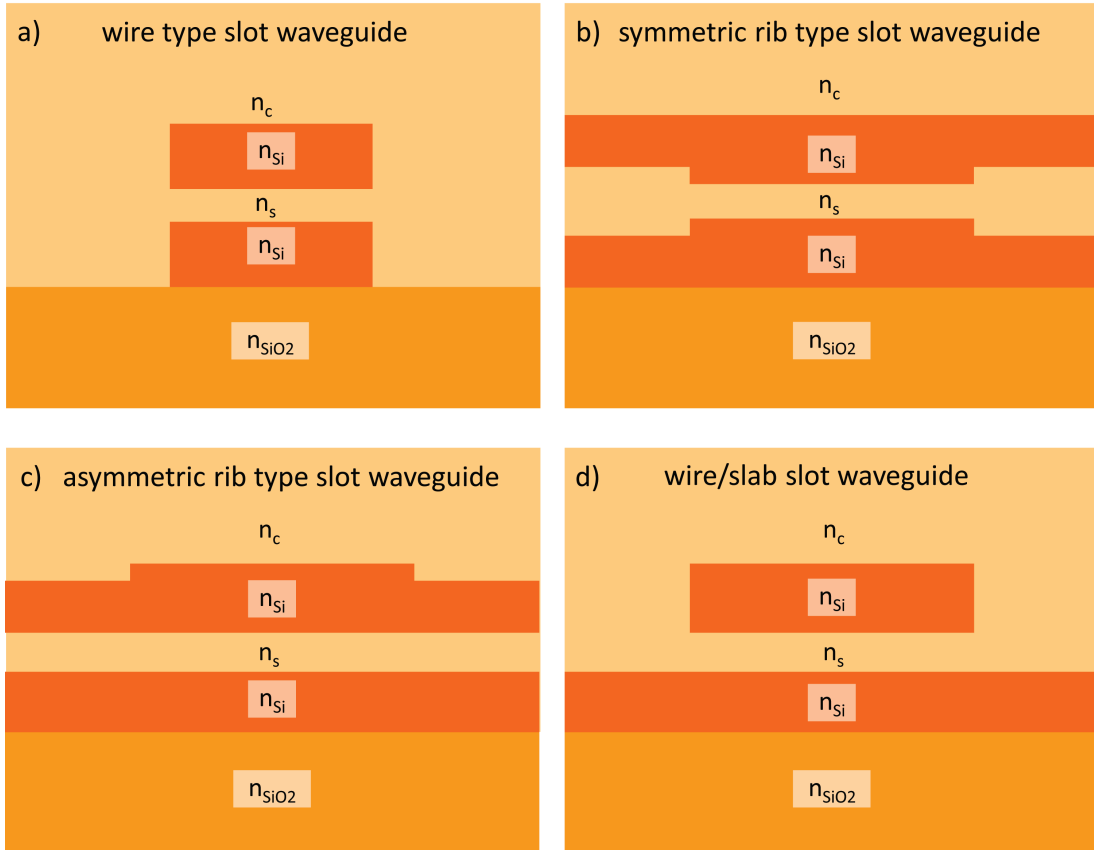 a) wire type slot waveguide
n_c
n_Si
n_s
n_Si
n_SiO2
b) symmetric rib type slot waveguide
n_c
n_Si
n_s
n_Si
n_SiO2
c) asymmetric rib type slot waveguide
n_c
n_Si
n_s
n_Si
n_SiO2
d) wire/slab slot waveguide
n_c
n_Si
n_s
n_Si
n_SiO2